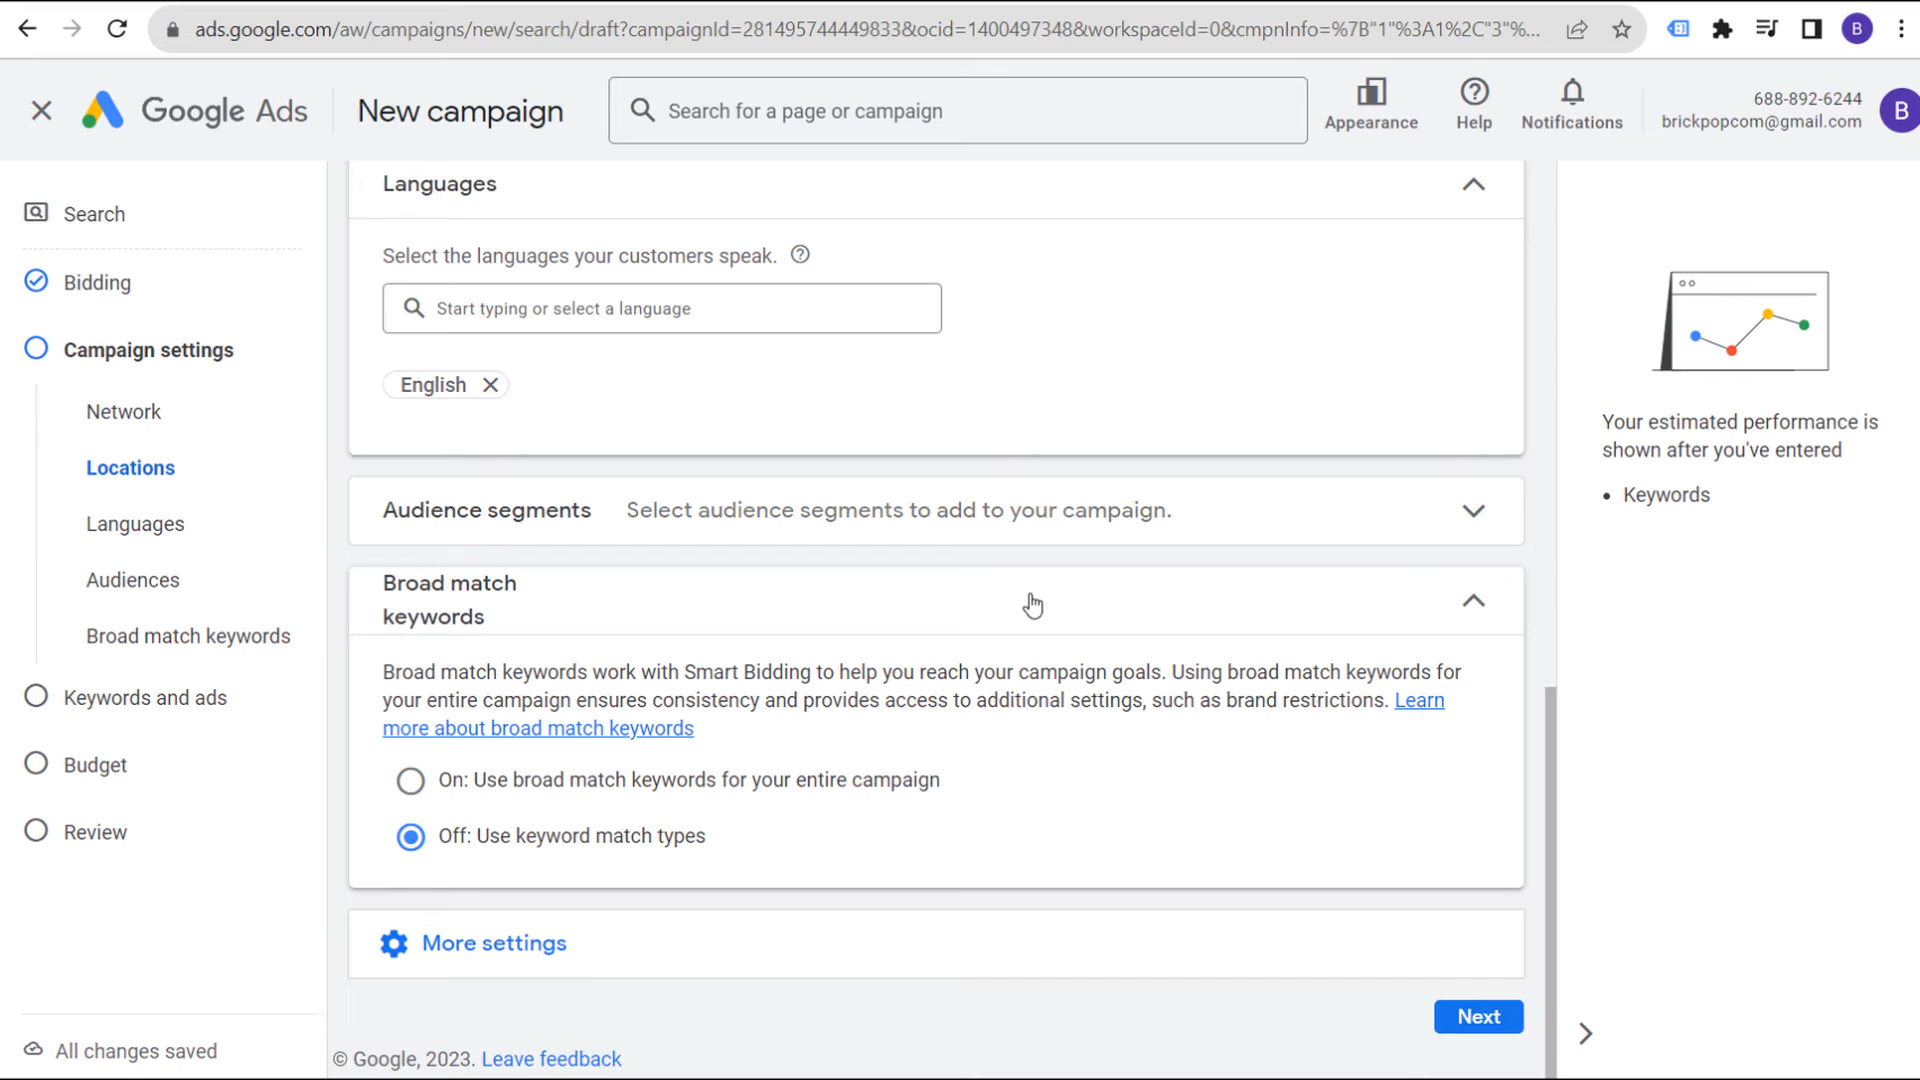 ads.google.com/aw/campaigns/new/search/draft?campaignId=281495744449833&ocid=1400497348&workspaceId=0&cmpnInfo=%7B"1"%3A1%2C"3"%...
B
Google Ads
New campaign
Search for a page or campaign
Appearance
Help
Notifications
688-892-6244
brickpopcom@gmail.com
B
Search
Bidding
Campaign settings
Network
Locations
Languages
Audiences
Broad match keywords
Keywords and ads
Budget
Review
All changes saved
Languages
Select the languages your customers speak.
Start typing or select a language
English
Audience segments Select audience segments to add to your campaign.
Broad match
keywords
Broad match keywords work with Smart Bidding to help you reach your campaign goals. Using broad match keywords for
your entire campaign ensures consistency and provides access to additional settings, such as brand restrictions. Learn
more about broad match keywords
On: Use broad match keywords for your entire campaign
Off: Use keyword match types
More settings
Next
© Google, 2023. Leave feedback
Your estimated performance is
shown after you've entered
• Keywords